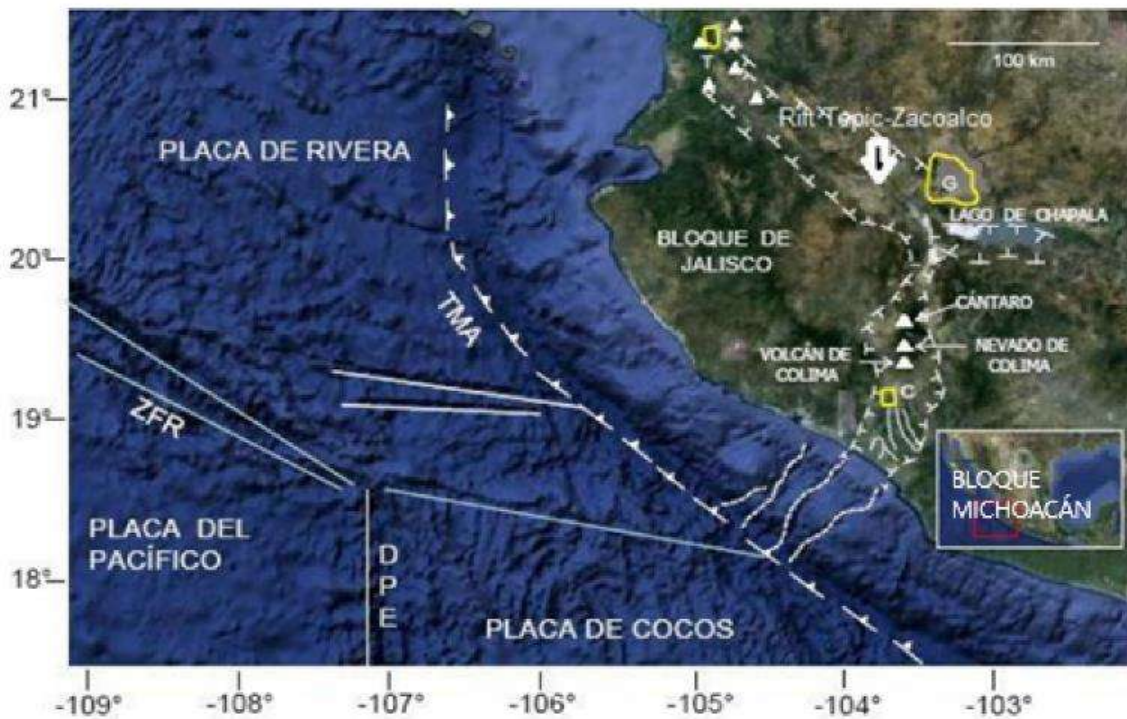 100 km
21°
T
Rift Tepic-Zacoalco
PLACA DE RIVERA
G
LAGO DE CHAPALA
BLOQUE DE
JALISCO
20°
CÁNTARO
TMA
VOLCÁN DE
COLIMA
NEVADO DE
COLIMA
C
19°
ZFR
BLOQUE
MICHOACÁN
PLACA DEL
PACÍFICO
D
P
E
18°
PLACA DE COCOS
-109°
-108°
-107°
-106°
-105°
-104°
-103°